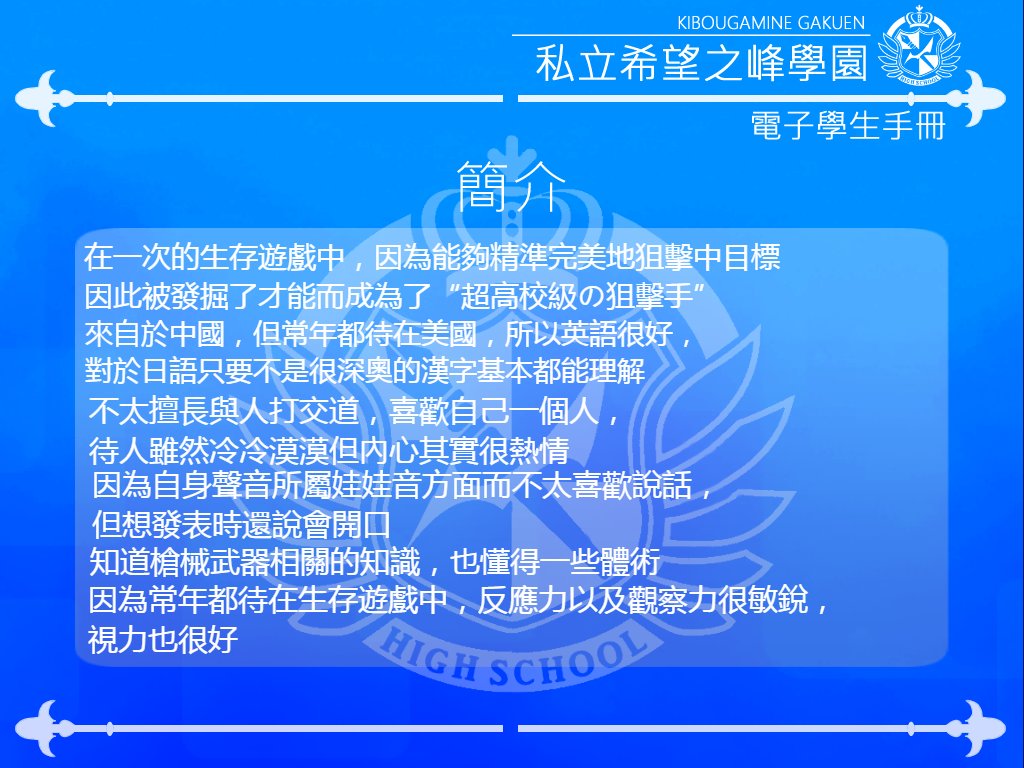 KIBOUGAMINE GAKUEN
私立希望之峰學園
HIGH SCHOOL
電子學生手冊
簡介
在一次的生存遊戲中，因為能夠精準完美地狙擊中目標
因此被發掘了才能而成為了“超高校級の狙擊手”
來自於中國，但常年都待在美國，所以英語很好，
對於日語只要不是很深奧的漢字基本都能理解
不太擅長與人打交道，喜歡自己一個人，
待人雖然冷冷漠漠但內心其實很熱情
因為自身聲音所屬娃娃音方面而不太喜歡說話，
但想發表時還說會開口
知道槍械武器相關的知識，也懂得一些體術
因為常年都待在生存遊戲中，反應力以及觀察力很敏銳，
視力也很好
HIGH SCHOOL